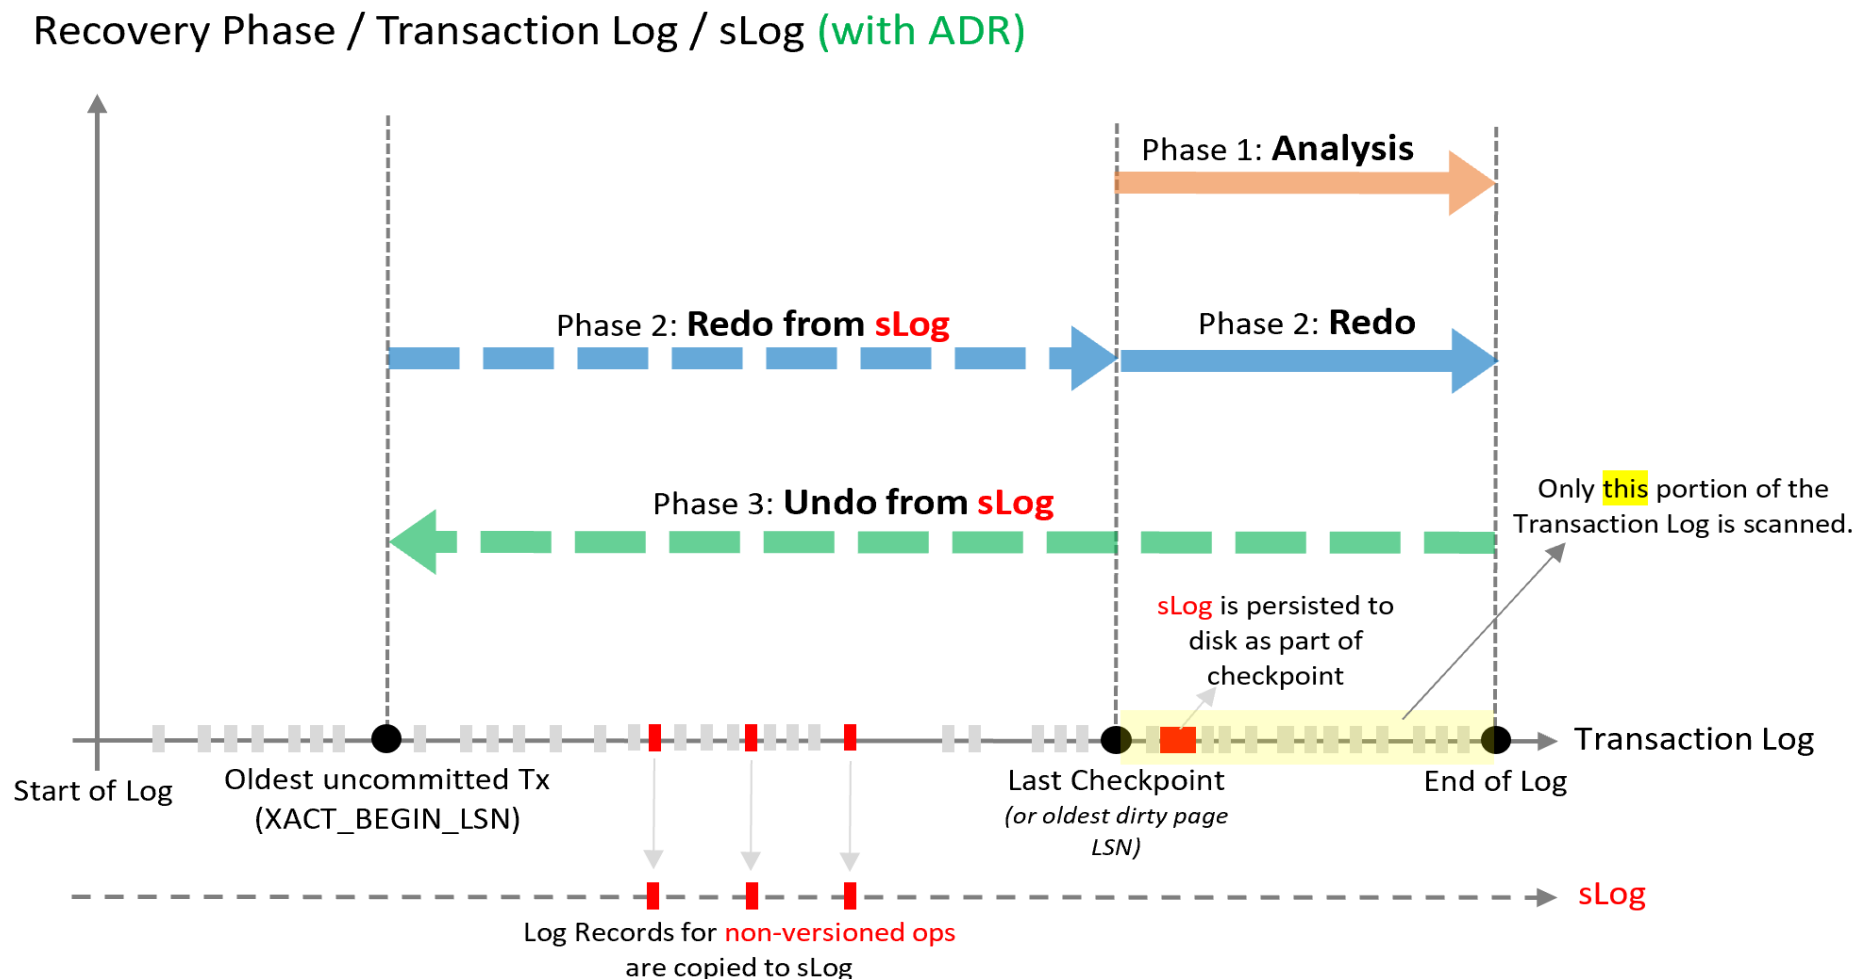 Recovery Phase / Transaction Log / sLog (with ADR)
Phase 1: Analysis
Phase 2: Redo from sLog
Phase 2: Redo
Phase 3: Undo from sLog
Only this portion of the
Transaction Log is scanned.
sLog is persisted to
disk as part of
checkpoint
Transaction Log
Start of Log
Oldest uncommitted Tx
(XACT_BEGIN_LSN)
Last Checkpoint
(or oldest dirty page
LSN)
End of Log
sLog
Log Records for non-versioned ops
are copied to sLog